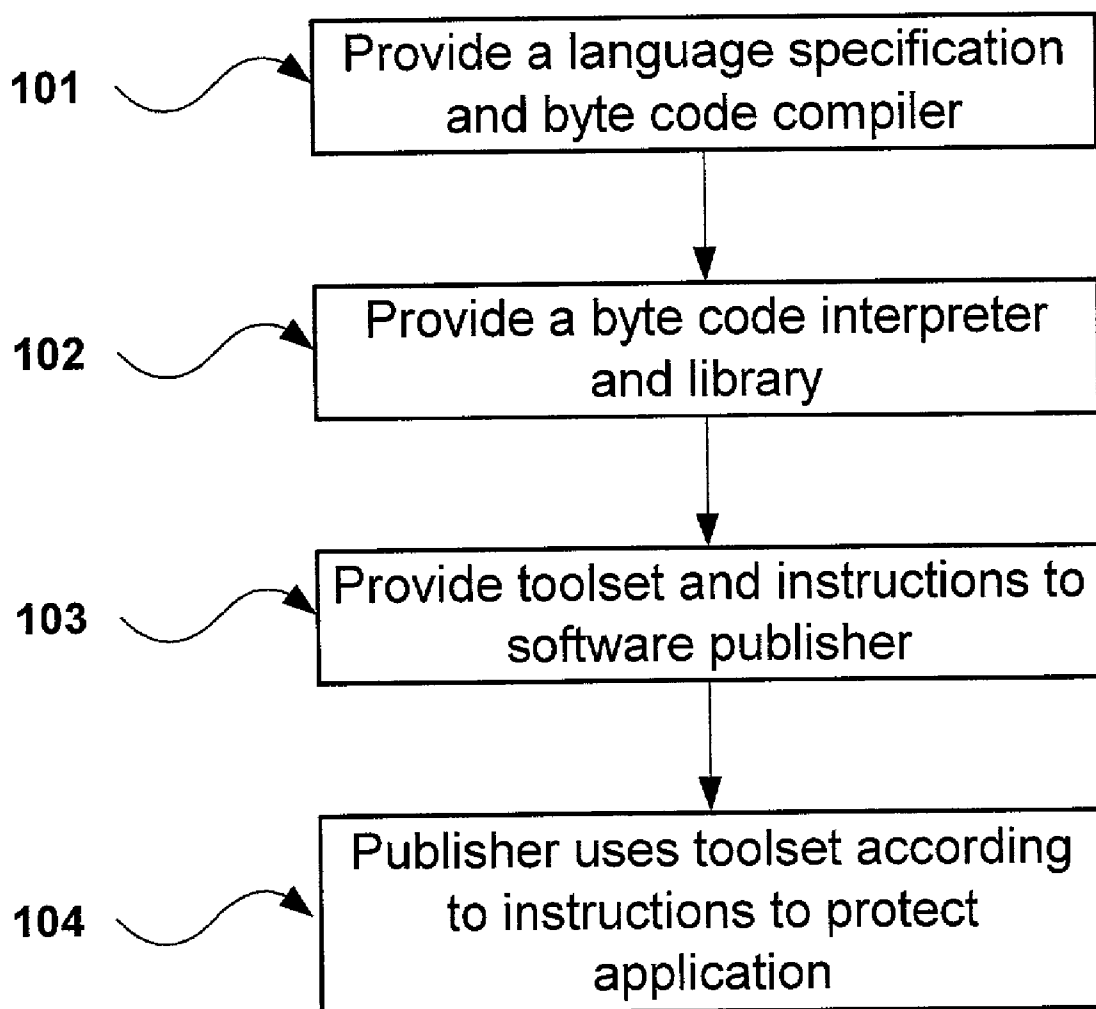 101
Provide a language specification
and byte code compiler
102
Provide a byte code interpreter
and library
103
Provide toolset and instructions to
software publisher
104
Publisher uses toolset according
to instructions to protect
application